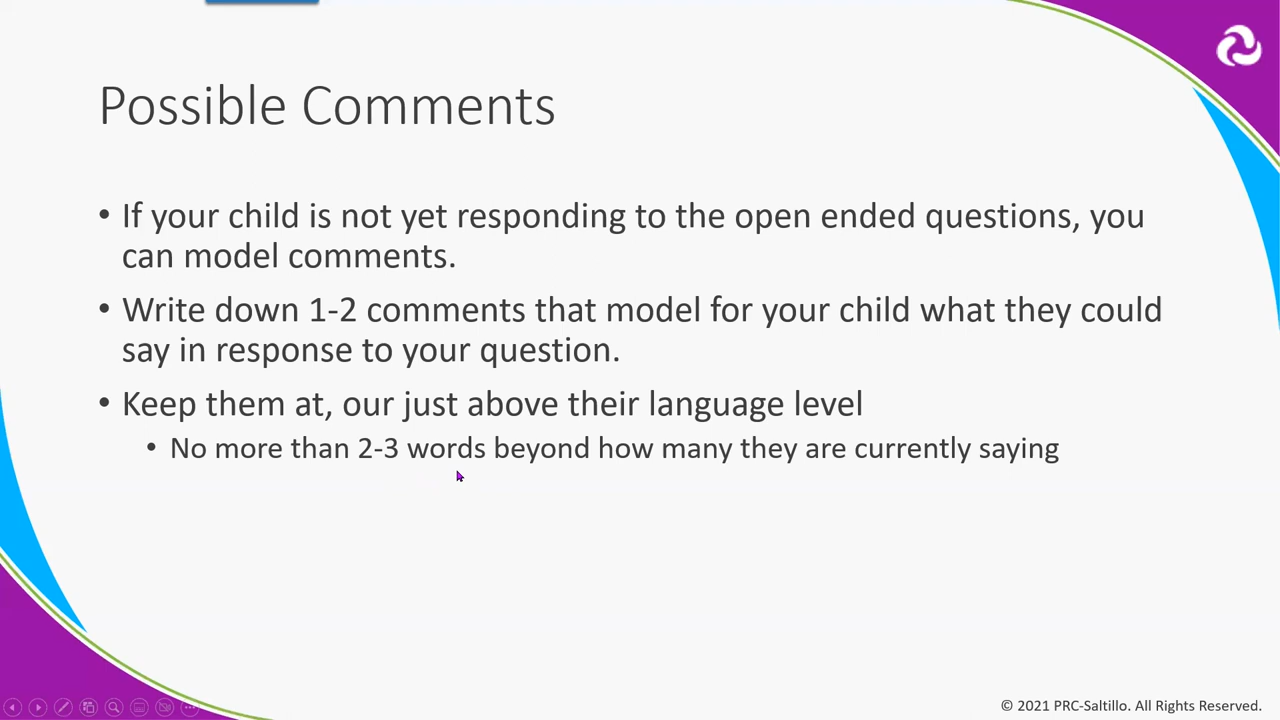 Possible Comments
• If your child is not yet responding to the open ended questions, you
can model comments.
• Write down 1-2 comments that model for your child what they could
say in response to your question.
• Keep them at, our just above their language level
• No more than 2-3 words beyond how many they are currently saying
© 2021 PRC-Saltillo. All Rights Reserved.